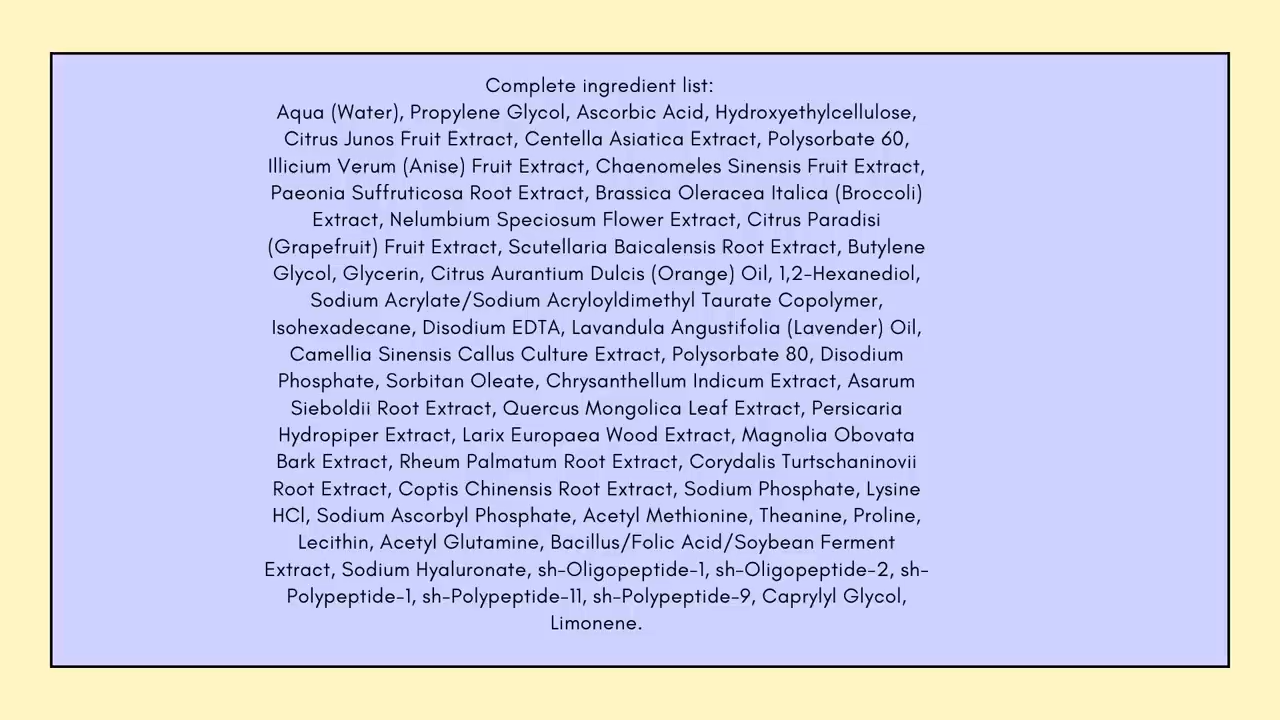 Complete ingredient list:
Aqua (Water), Propylene Glycol, Ascorbic Acid, Hydroxyethylcellulose,
Citrus Junos Fruit Extract, Centella Asiatica Extract, Polysorbate 60,
Illicium Verum (Anise) Fruit Extract, Chaenomeles Sinensis Fruit Extract,
Paeonia Suffruticosa Root Extract, Brassica Oleracea Italica (Broccoli)
Extract, Nelumbium Speciosum Flower Extract, Citrus Paradisi
(Grapefruit) Fruit Extract, Scutellaria Baicalensis Root Extract, Butylene
Glycol, Glycerin, Citrus Aurantium Dulcis (Orange) Oil, 1,2-Hexanediol,
Sodium Acrylate/Sodium Acryloyldimethyl Taurate Copolymer,
Isohexadecane, Disodium EDTA, Lavandula Angustifolia (Lavender) Oil,
Camellia Sinensis Callus Culture Extract, Polysorbate 80, Disodium
Phosphate, Sorbitan Oleate, Chrysanthellum Indicum Extract, Asarum
Sieboldii Root Extract, Quercus Mongolica Leaf Extract, Persicaria
Hydropiper Extract, Larix Europaea Wood Extract, Magnolia Obovata
Bark Extract, Rheum Palmatum Root Extract, Corydalis Turtschaninovii
Root Extract, Coptis Chinensis Root Extract, Sodium Phosphate, Lysine
HCl, Sodium Ascorbyl Phosphate, Acetyl Methionine, Theanine, Proline,
Lecithin, Acetyl Glutamine, Bacillus/Folic Acid/Soybean Ferment
Extract, Sodium Hyaluronate, sh-Oligopeptide-1, sh-Oligopeptide-2, sh-
Polypeptide-1, sh-Polypeptide-11, sh-Polypeptide-9, Caprylyl Glycol,
Limonene.